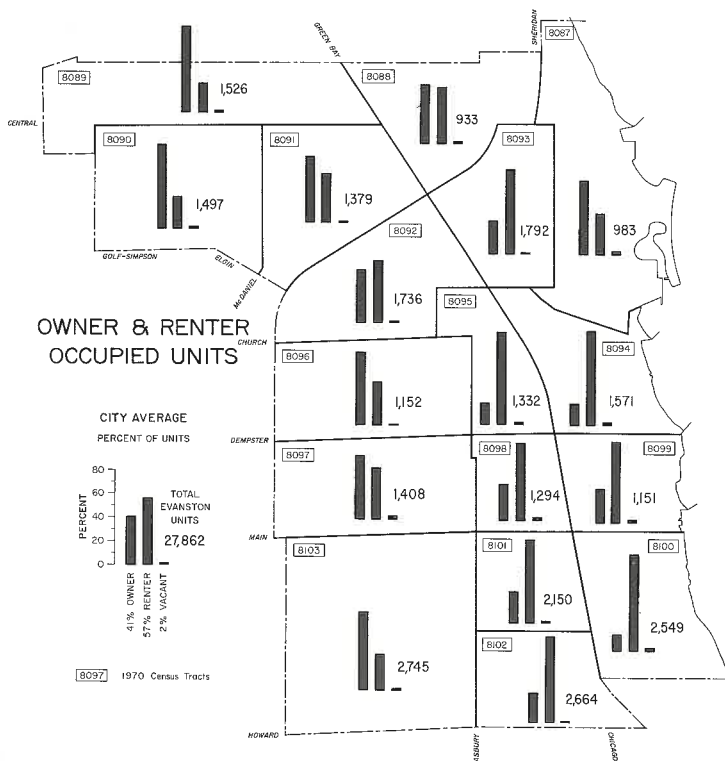 GREEN BAY
SHERIDAN
8087
8089
8088
1,526
933
CENTRAL
8090
8091
8093
1,497
1,379
1,792
983
8092
GOLF-SIMPSON
ELGIN
McDANIEL
1,736
8095
OWNER & RENTER
OCCUPIED UNITS
CHURCH
8096
8094
1,152
1,332
1,571
CITY AVERAGE
PERCENT OF UNITS
DEMPSTER
8097
8098
8099
80
60
40
20
0
PERCENT
TOTAL
EVANSTON
UNITS
27,862
1,408
1,294
1,151
MAIN
8103
8101
8100
41% OWNER
57% RENTER
2% VACANT
2,150
2,549
8102
8097 1970 Census Tracts
2,745
2,664
HOWARD
ASBURY
CHICAGO